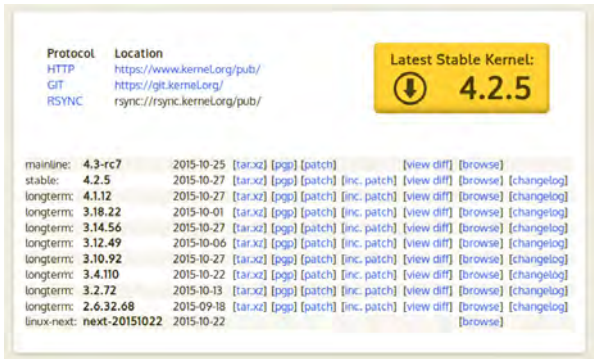 Protocol Location
HTTP https://www.kernel.org/pub/
GIT https://git.kernel.org/
RSYNC rsync://rsync.kernel.org/pub/
Latest Stable Kernel:
4.2.5
mainline: 4.3-rc7 2015-10-25 [tar.xz] [pgp] [patch] [view diff] [browse]
stable: 4.2.5 2015-10-27 [tar.xz] [pgp] [patch] [inc. patch] [view diff] [browse] [changelog]
longterm: 4.1.12 2015-10-27 [tar.xz] [pgp] [patch] [inc. patch] [view diff] [browse] [changelog]
longterm: 3.18.22 2015-10-01 [tar.xz] [pgp] [patch] [inc. patch] [view diff] [browse] [changelog]
longterm: 3.14.56 2015-10-27 [tar.xz] [pgp] [patch] [inc. patch] [view diff] [browse] [changelog]
longterm: 3.12.49 2015-10-06 [tar.xz] [pgp] [patch] [inc. patch] [view diff] [browse] [changelog]
longterm: 3.10.92 2015-10-27 [tar.xz] [pgp] [patch] [inc. patch] [view diff] [browse] [changelog]
longterm: 3.4.110 2015-10-22 [tar.xz] [pgp] [patch] [inc. patch] [view diff] [browse] [changelog]
longterm: 3.2.72 2015-10-13 [tar.xz] [pgp] [patch] [inc. patch] [view diff] [browse] [changelog]
longterm: 2.6.32.68 2015-09-18 [tar.xz] [pgp] [patch] [inc. patch] [view diff] [browse] [changelog]
linux-next: next-20151022 2015-10-22 [browse]